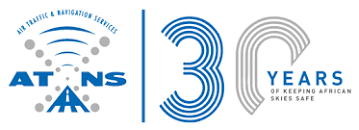 AIR TRAFFIC & NAVIGATION SERVICES
ATNS
30 YEARS
OF KEEPING AFRICAN
SKIES SAFE